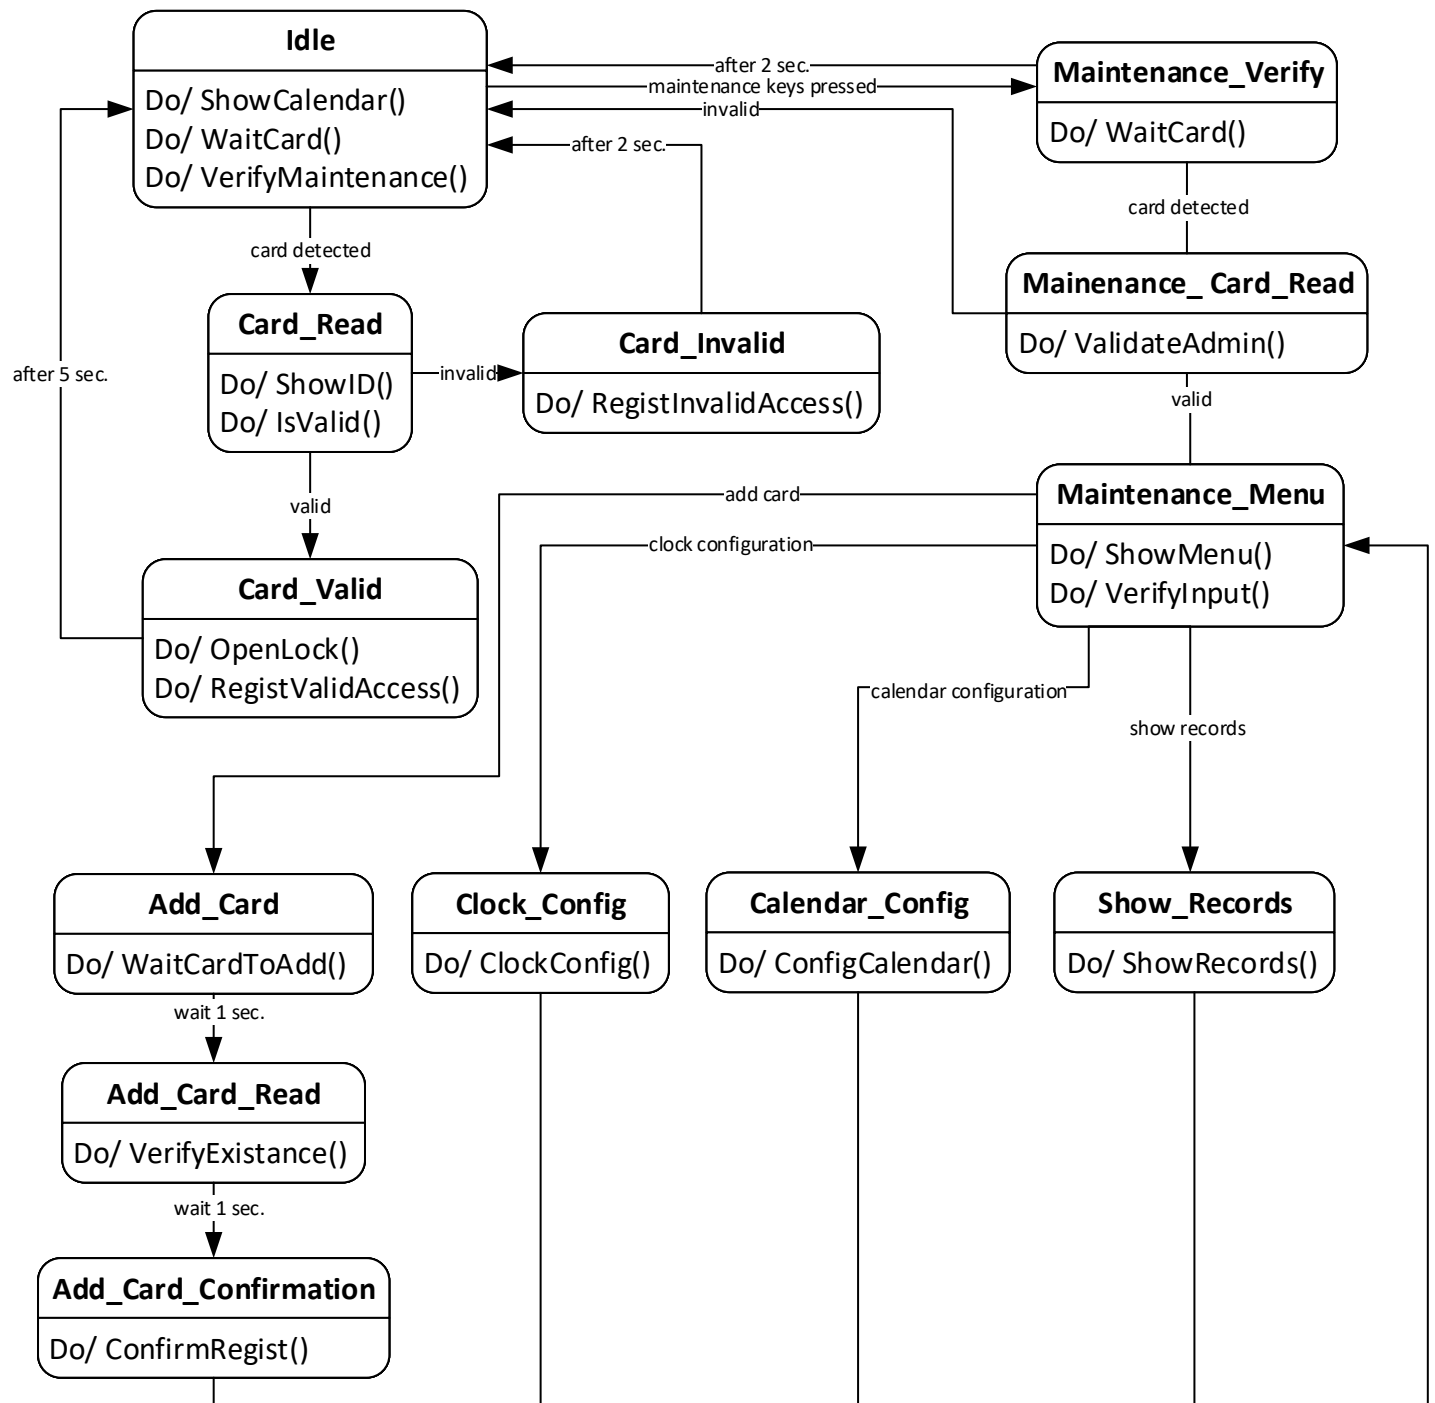 Idle
Do/ ShowCalendar()
Do/ WaitCard()
Do/ VerifyMaintenance()
after 2 sec.
maintenance keys pressed
invalid
after 2 sec.
Maintenance_Verify
Do/ WaitCard()
card detected
card detected
Mainenance_ Card_Read
Do/ ValidateAdmin()
Card_Read
Do/ ShowID()
Do/ IsValid()
invalid
Card_Invalid
Do/ RegistInvalidAccess()
after 5 sec.
valid
valid
Card_Valid
Do/ OpenLock()
Do/ RegistValidAccess()
add card
clock configuration
Maintenance_Menu
Do/ ShowMenu()
Do/ VerifyInput()
calendar configuration
show records
Add_Card
Do/ WaitCardToAdd()
Clock_Config
Do/ ClockConfig()
Calendar_Config
Do/ ConfigCalendar()
Show_Records
Do/ ShowRecords()
wait 1 sec.
Add_Card_Read
Do/ VerifyExistance()
wait 1 sec.
Add_Card_Confirmation
Do/ ConfirmRegist()